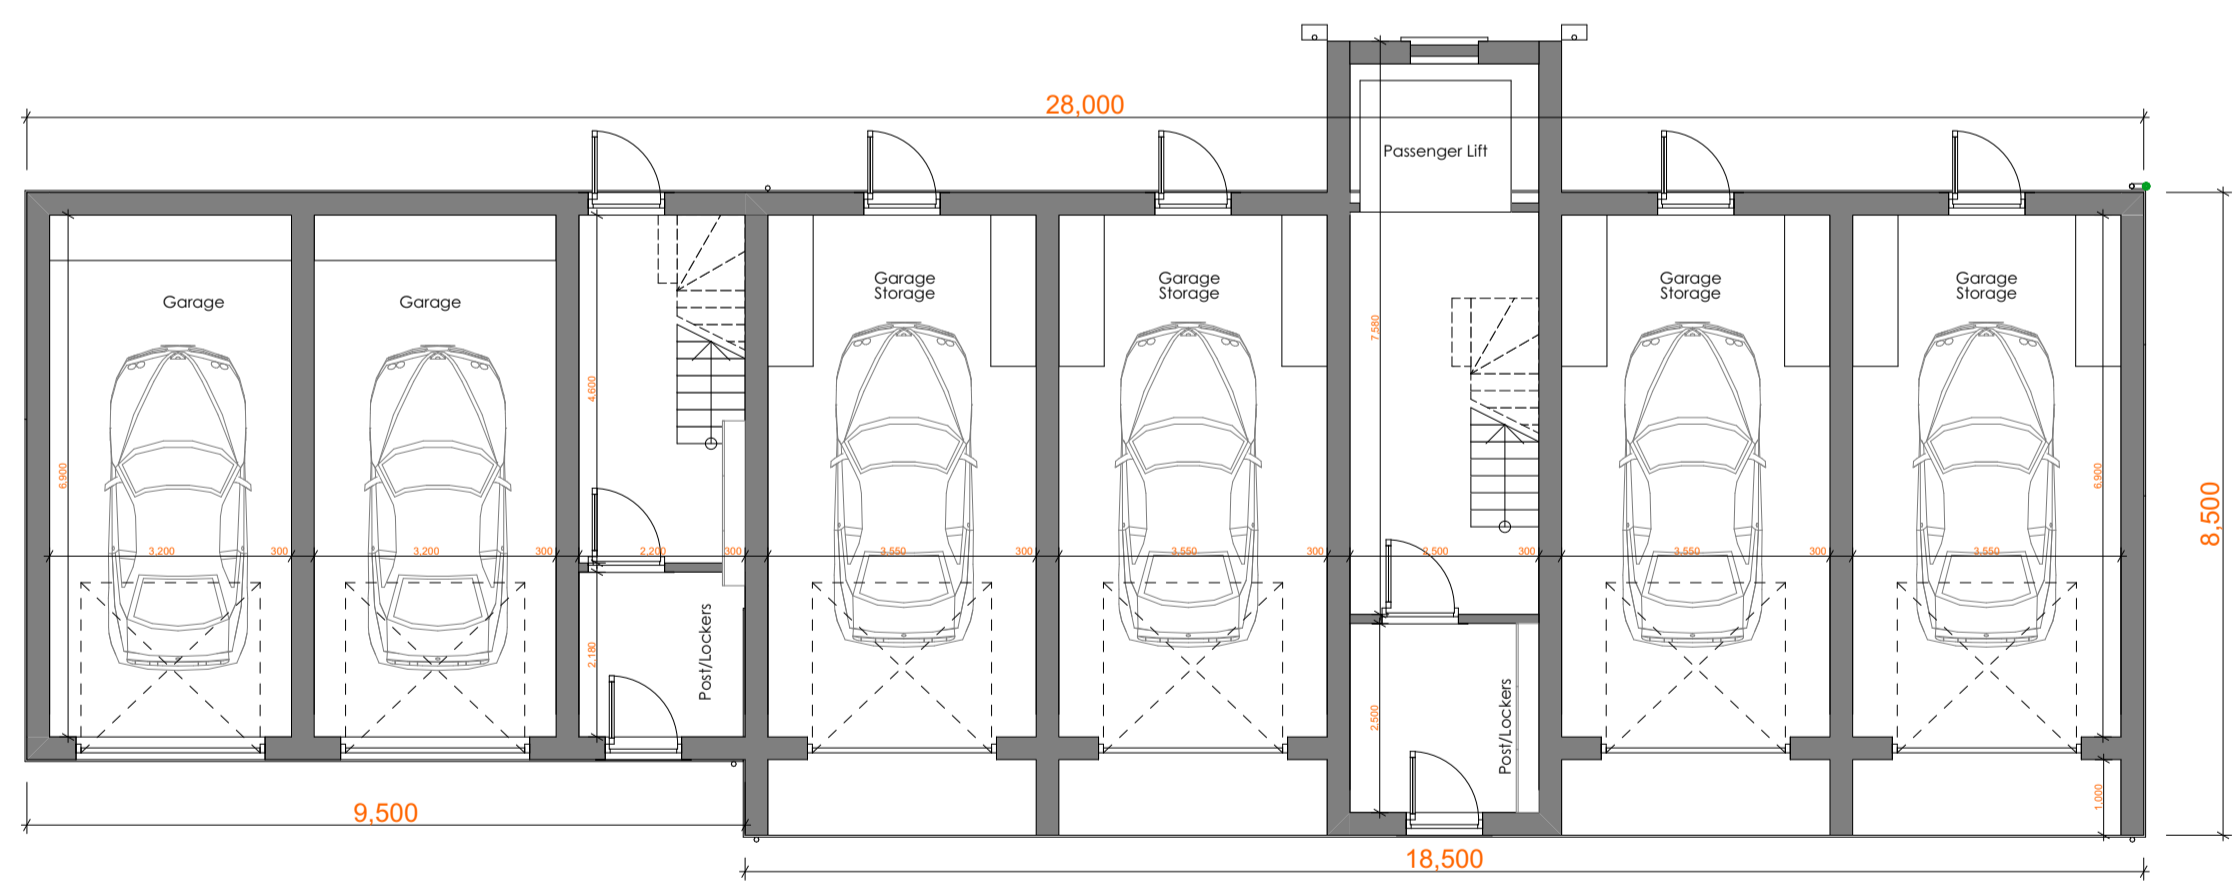 28,000
Passenger Lift
Garage
Garage
Garage
Storage
Garage
Storage
Garage
Storage
Garage
Storage
7,580
4,600
6,900
6,900
8,500
3,200
300
3,200
300
2,200
300
3,550
300
3,550
300
2,500
300
3,550
300
3,550
2,180
Post/Lockers
2,500
Post/Lockers
1,000
9,500
18,500